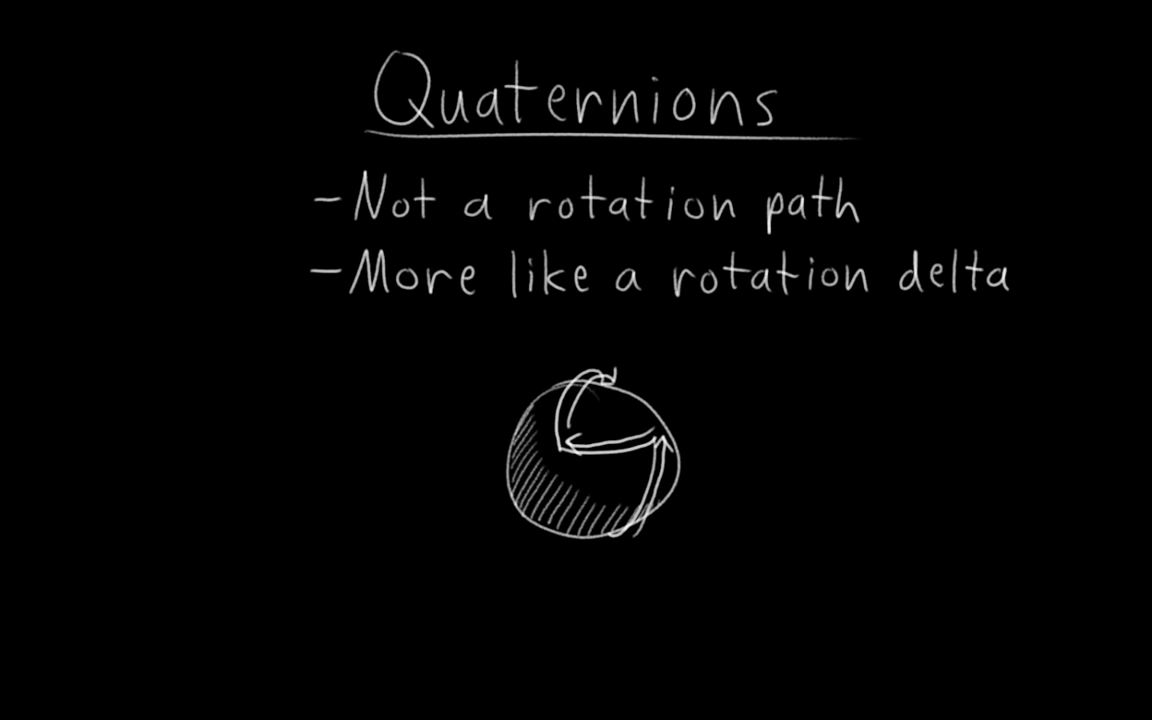 Quaternions
- Not a rotation path
- More like a rotation delta